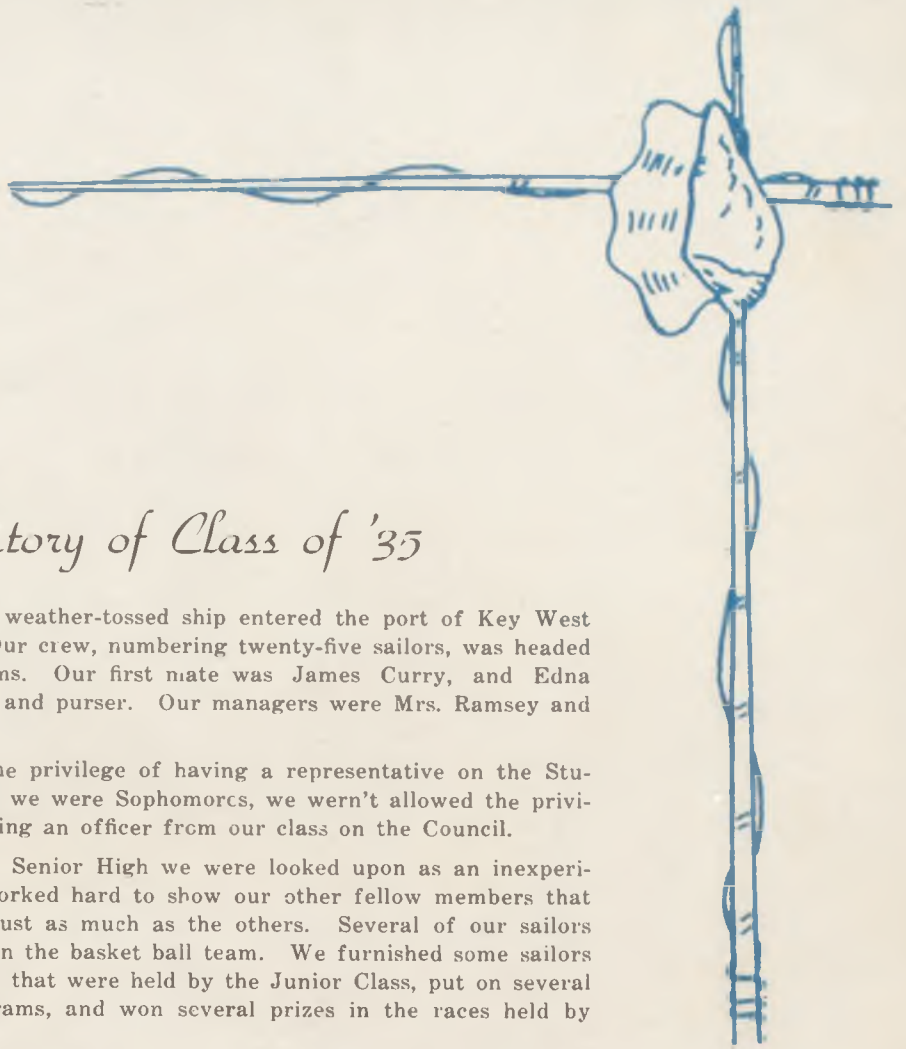 tory of Class of '35
weather-tossed ship entered the port of Key West
ur crew, numbering twenty-five sailors, was headed
ns. Our first mate was James Curry, and Edna
and purser. Our managers were Mrs. Ramsey and
e privilege of having a representative on the Stu-
we were Sophomores, we wern't allowed the privi-
ing an officer from our class on the Council.
Senior High we were looked upon as an inexperi-
orked hard to show our other fellow members that
ust as much as the others. Several of our sailors
n the basket ball team. We furnished some sailors
that were held by the Junior Class, put on several
rams, and won several prizes in the races held by